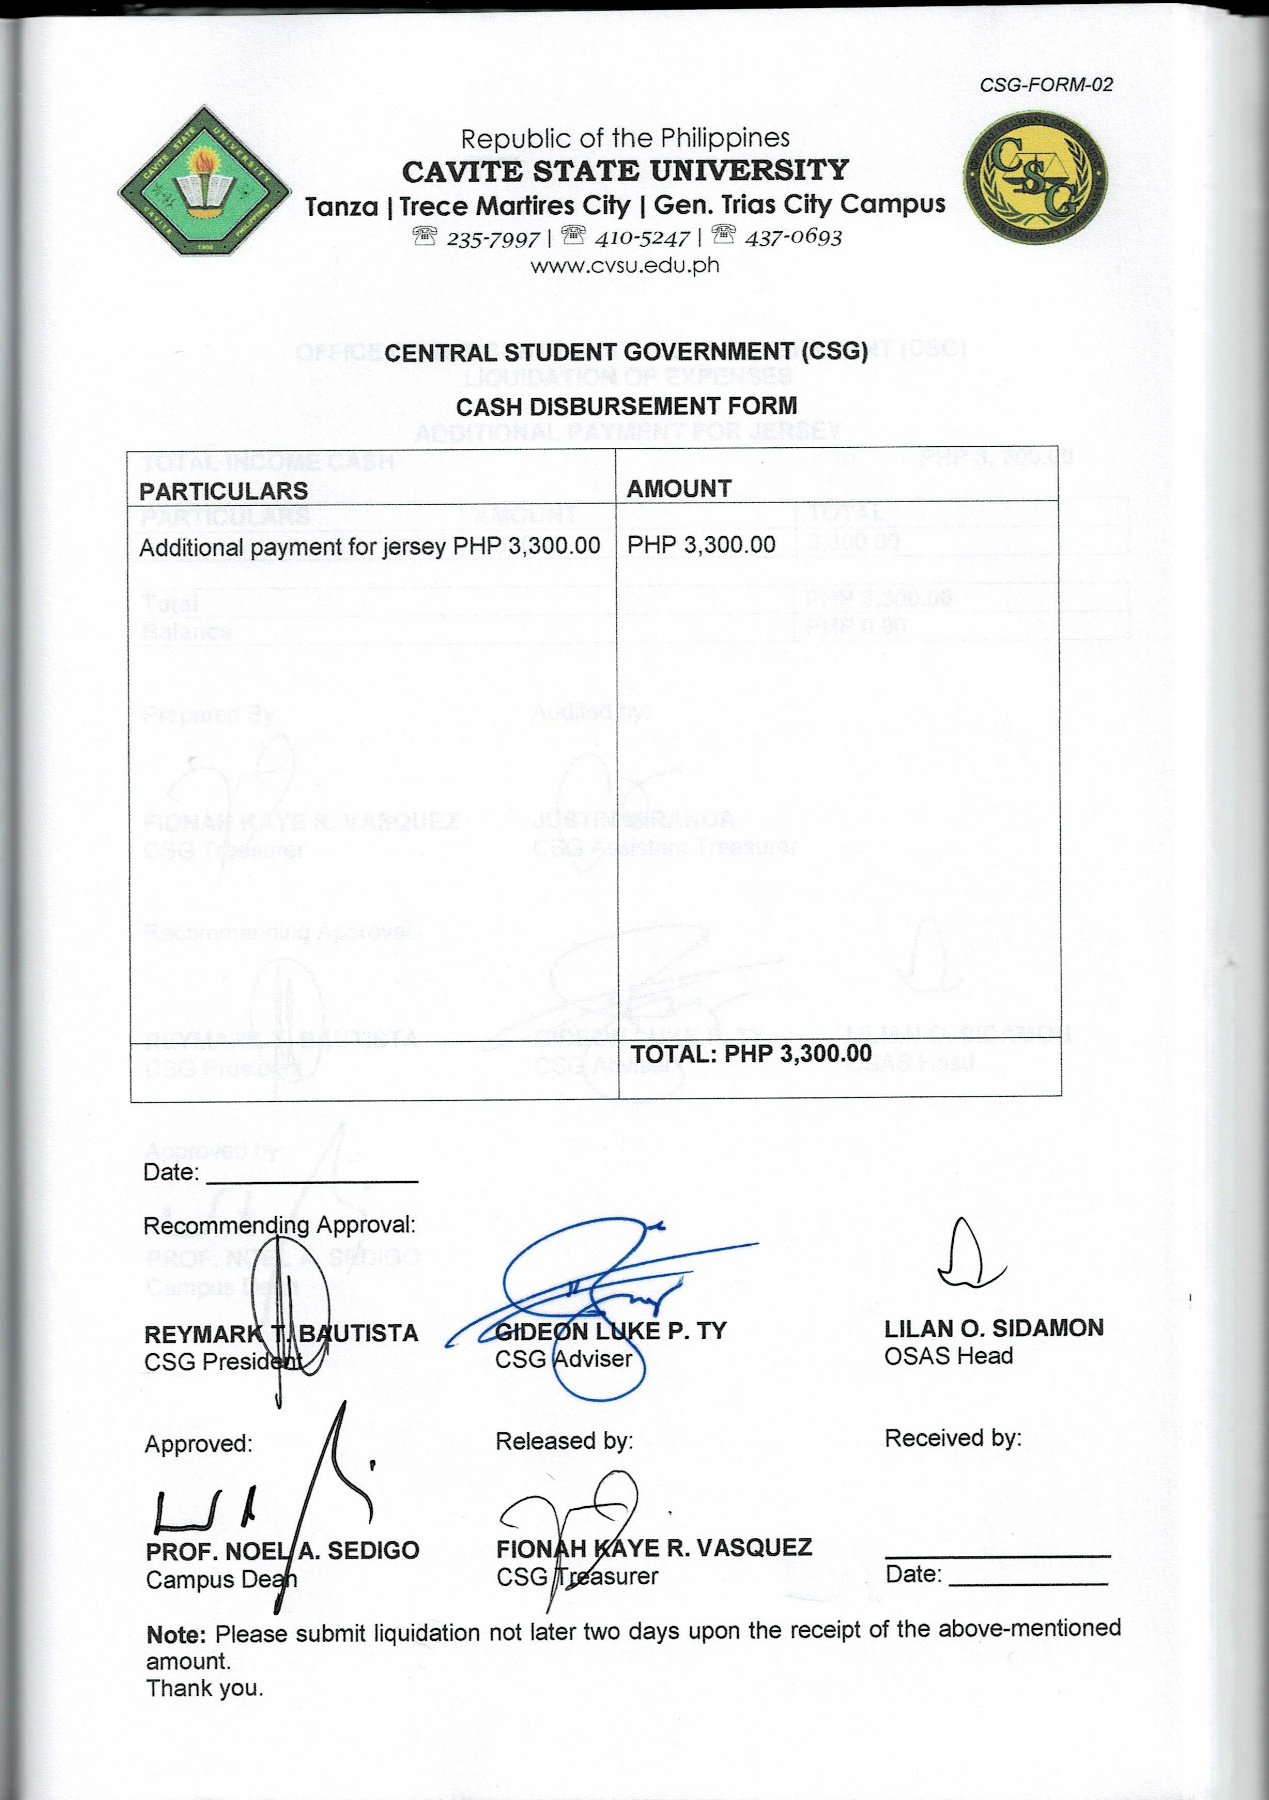 CSG-FORM-02
Republic of the Philippines
CAVITE STATE UNIVERSITY
Tanza | Trece Martires City | Gen. Trias City Campus
☏ 235-7997 | ☏ 410-5247 | ☏ 437-0693
www.cvsu.edu.ph
CENTRAL STUDENT GOVERNMENT (CSG)
CASH DISBURSEMENT FORM
PARTICULARS AMOUNT
Additional payment for jersey PHP 3,300.00 PHP 3,300.00
TOTAL: PHP 3,300.00
Date:
Recommending Approval:
REYMARK T. BAUTISTA GIDEON LUKE P. TY LILAN O. SIDAMON
CSG President CSG Adviser OSAS Head
Approved: Released by: Received by:
PROF. NOEL A. SEDIGO FIONAH KAYE R. VASQUEZ
Campus Dean CSG Treasurer Date:
Note: Please submit liquidation not later two days upon the receipt of the above-mentioned
amount.
Thank you.